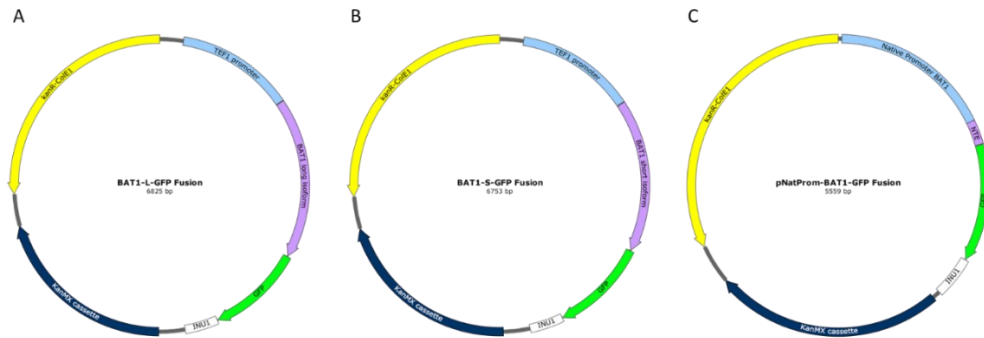 A
B
C
kanR-ColE1
TEF1 promoter
BAT1 long isoform
BAT1-L-GFP Fusion
6825 bp
GFP
INU1
KanMX cassette
kanR-ColE1
TEF1 promoter
BAT1 short isoform
BAT1-S-GFP Fusion
6753 bp
GFP
INU1
KanMX cassette
kanR-ColE1
Native Promoter BAT1
NTE
pNatProm-BAT1-GFP Fusion
5559 bp
GFP
INU1
KanMX cassette